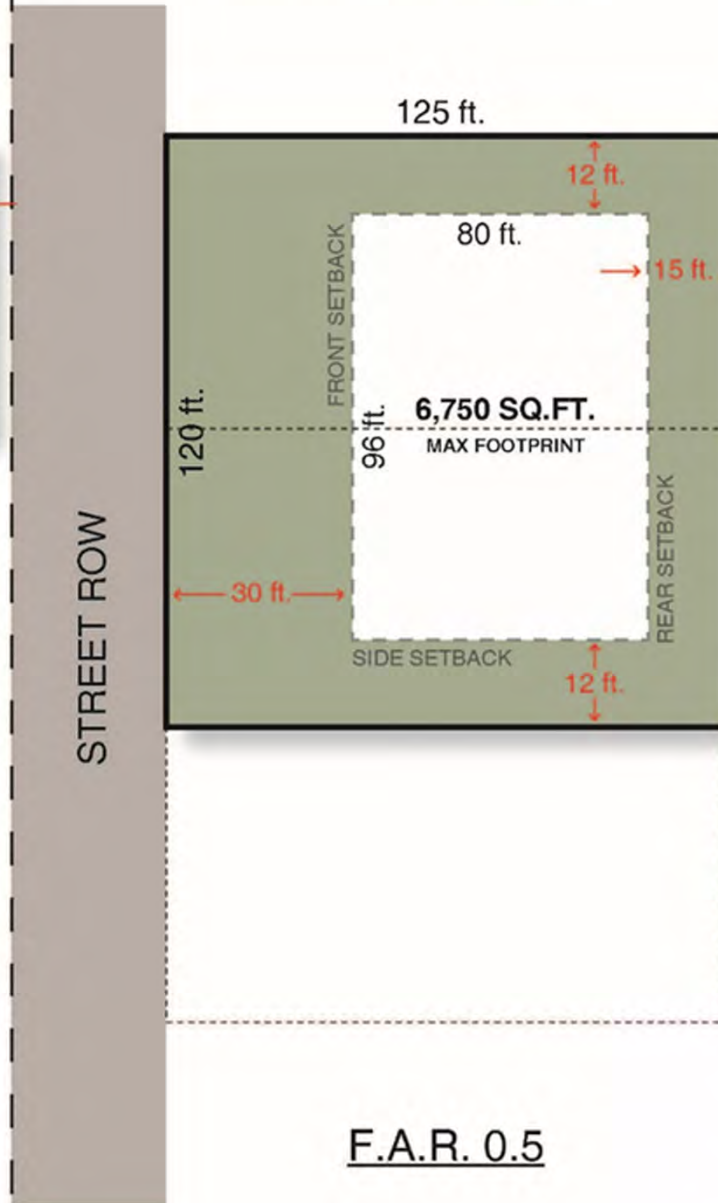 125 ft.
12 ft.
80 ft.
15 ft.
FRONT SETBACK
120 ft.
96 ft.
6,750 SQ.FT.
MAX FOOTPRINT
STREET ROW
30 ft.
REAR SETBACK
SIDE SETBACK
12 ft.
F.A.R. 0.5